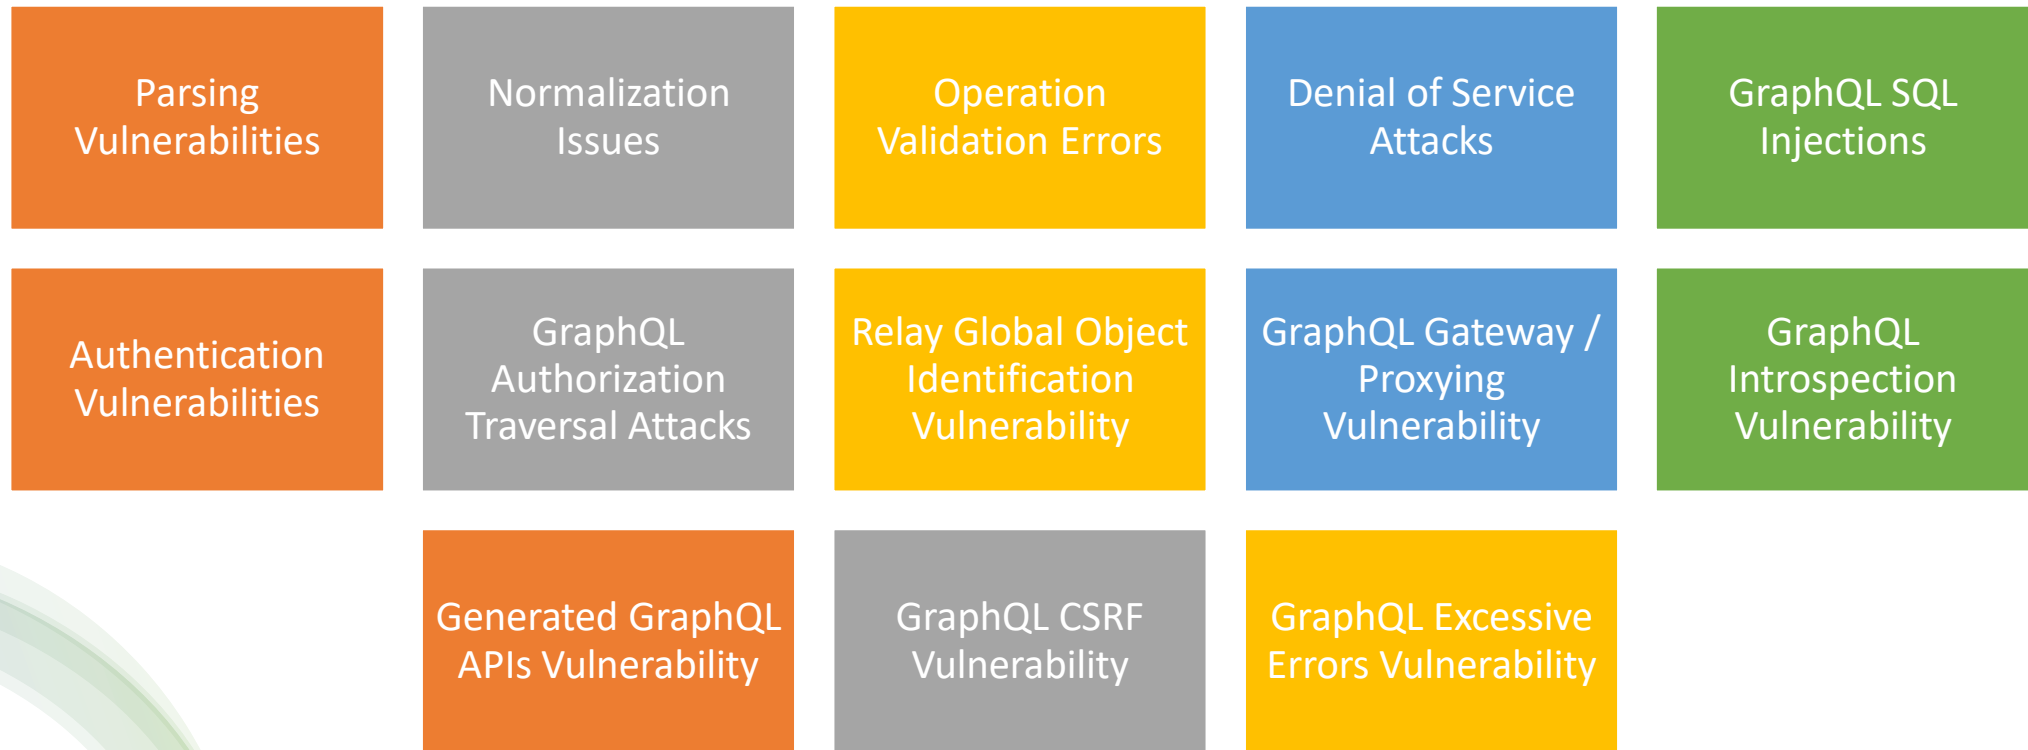 Parsing
Vulnerabilities
Normalization
Issues
Operation
Validation Errors
Denial of Service
Attacks
GraphQL SQL
Injections
Authentication
Vulnerabilities
GraphQL
Authorization
Traversal Attacks
Relay Global Object
Identification
Vulnerability
GraphQL Gateway /
Proxying
Vulnerability
GraphQL
Introspection
Vulnerability
Generated GraphQL
APIs Vulnerability
GraphQL CSRF
Vulnerability
GraphQL Excessive
Errors Vulnerability